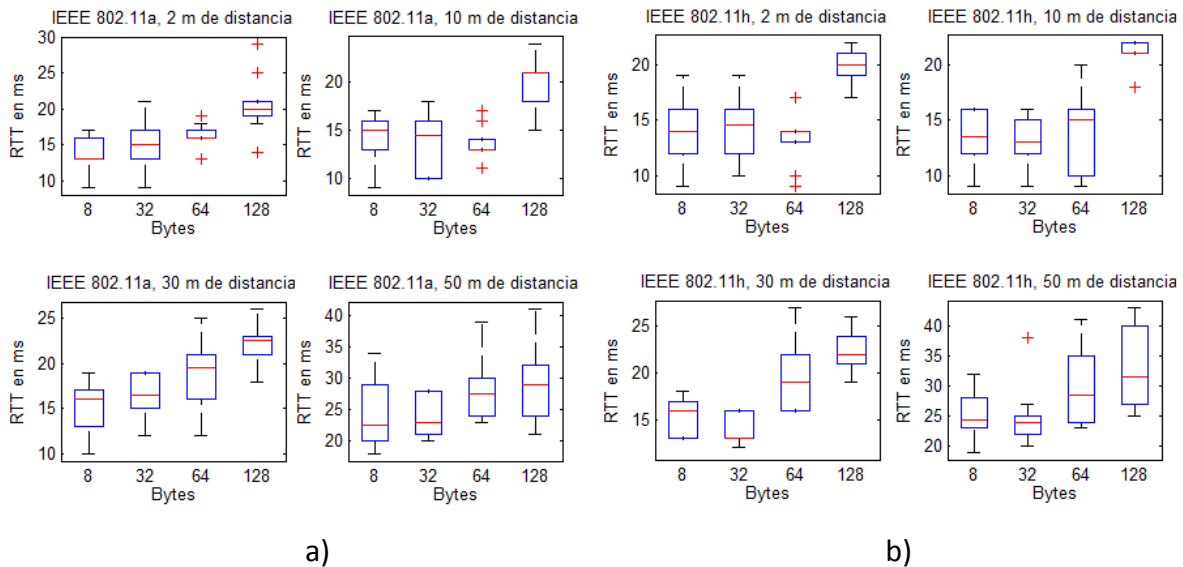 IEEE 802.11a, 2 m de distancia
RTT en ms
30
25
20
15
10
8 32 64 128
Bytes
IEEE 802.11a, 10 m de distancia
RTT en ms
20
15
10
8 32 64 128
Bytes
IEEE 802.11h, 2 m de distancia
RTT en ms
20
15
10
8 32 64 128
Bytes
IEEE 802.11h, 10 m de distancia
RTT en ms
20
15
10
8 32 64 128
Bytes
IEEE 802.11a, 30 m de distancia
RTT en ms
25
20
15
10
8 32 64 128
Bytes
IEEE 802.11a, 50 m de distancia
RTT en ms
40
35
30
25
20
8 32 64 128
Bytes
IEEE 802.11h, 30 m de distancia
RTT en ms
25
20
15
8 32 64 128
Bytes
IEEE 802.11h, 50 m de distancia
RTT en ms
40
35
30
25
20
8 32 64 128
Bytes
a)
b)